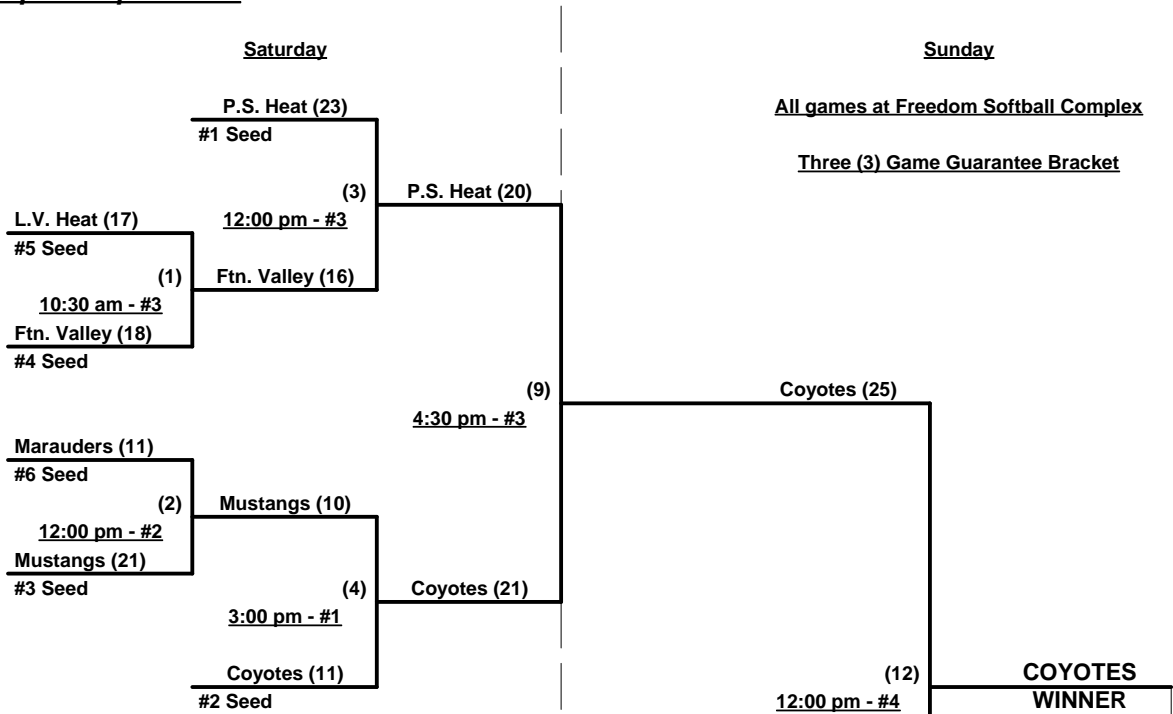 Saturday
Sunday
P.S. Heat (23)
All games at Freedom Softball Complex
#1 Seed
Three (3) Game Guarantee Bracket
(3)
P.S. Heat (20)
L.V. Heat (17)
12:00 pm - #3
#5 Seed
(1)
Ftn. Valley (16)
10:30 am - #3
Ftn. Valley (18)
#4 Seed
(9)
Coyotes (25)
4:30 pm - #3
Marauders (11)
#6 Seed
(2)
Mustangs (10)
12:00 pm - #2
Mustangs (21)
#3 Seed
(4)
Coyotes (21)
3:00 pm - #1
Coyotes (11)
(12)
COYOTES
#2 Seed
12:00 pm - #4
WINNER